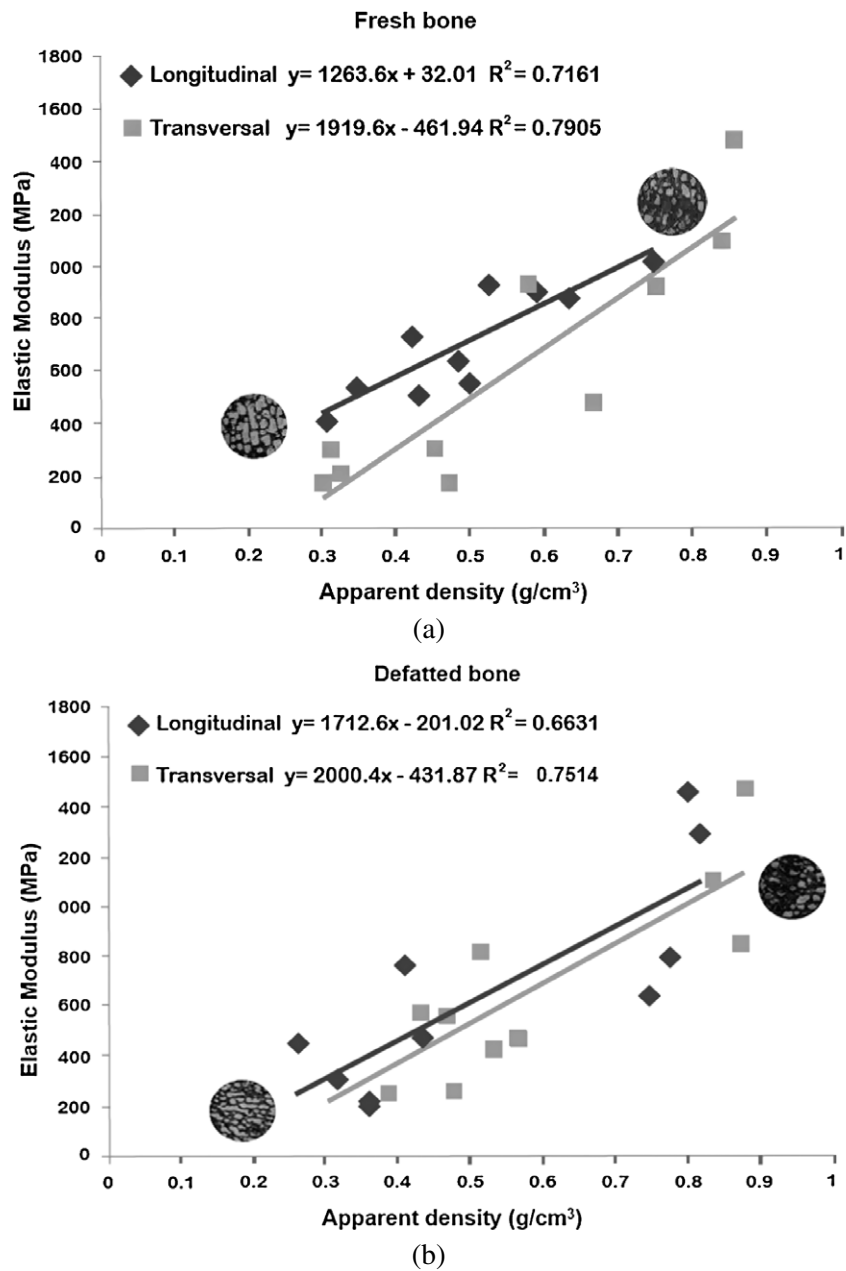 Fresh bone
1800
1600
400
200
000
800
600
400
200
0
Elastic Modulus (MPa)
Longitudinal y= 1263.6x + 32.01 R²= 0.7161
Transversal y= 1919.6x - 461.94 R²= 0.7905
0 0.1 0.2 0.3 0.4 0.5 0.6 0.7 0.8 0.9 1
Apparent density (g/cm³)
(a)
Defatted bone
1800
1600
400
200
000
800
600
400
200
0
Elastic Modulus (MPa)
Longitudinal y= 1712.6x - 201.02 R²= 0.6631
Transversal y= 2000.4x - 431.87 R²= 0.7514
0 0.1 0.2 0.3 0.4 0.5 0.6 0.7 0.8 0.9 1
Apparent density (g/cm³)
(b)